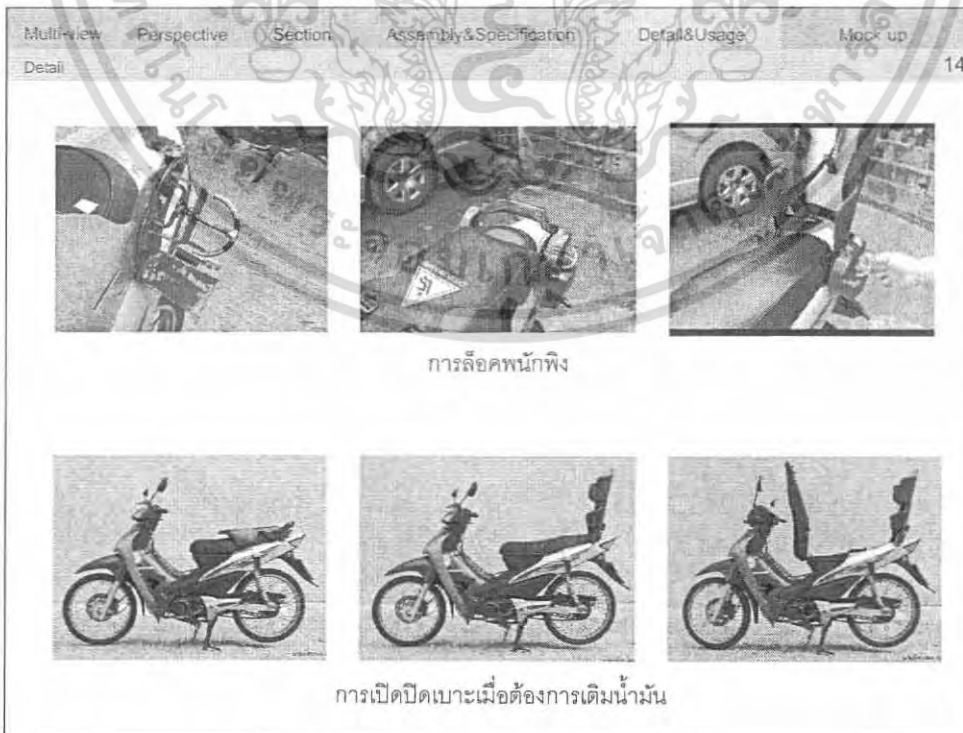 Multi-view Perspective Section Assembly&Specification Detail&Usage Mock up
Detail 14
การล็อคพนักพิง
การเปิดปิดเบาะเมื่อต้องการเติมน้ำมัน